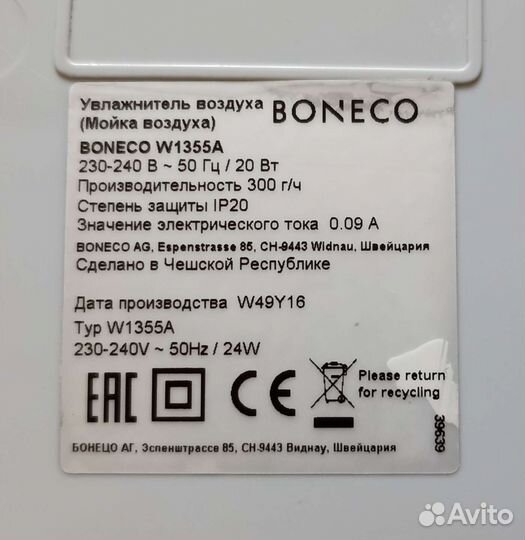 Увлажнитель воздуха BONECO
(Мойка воздуха)
BONECO W1355A
230-240 В ~ 50 Гц / 20 Вт
Производительность 300 г/ч
Степень защиты IP20
Значение электрического тока 0.09 А
BONECO AG, Espenstrasse 85, CH-9443 Widnau, Швейцария
Сделано в Чешской Республике
Дата производства W49Y16
Typ W1355A
230-240V ~ 50Hz / 24W
EAC CE Please return
for recycling
39639
БОНЕЦО АГ, Эспенштрассе 85, CH-9443 Виднау, Швейцария
Avito